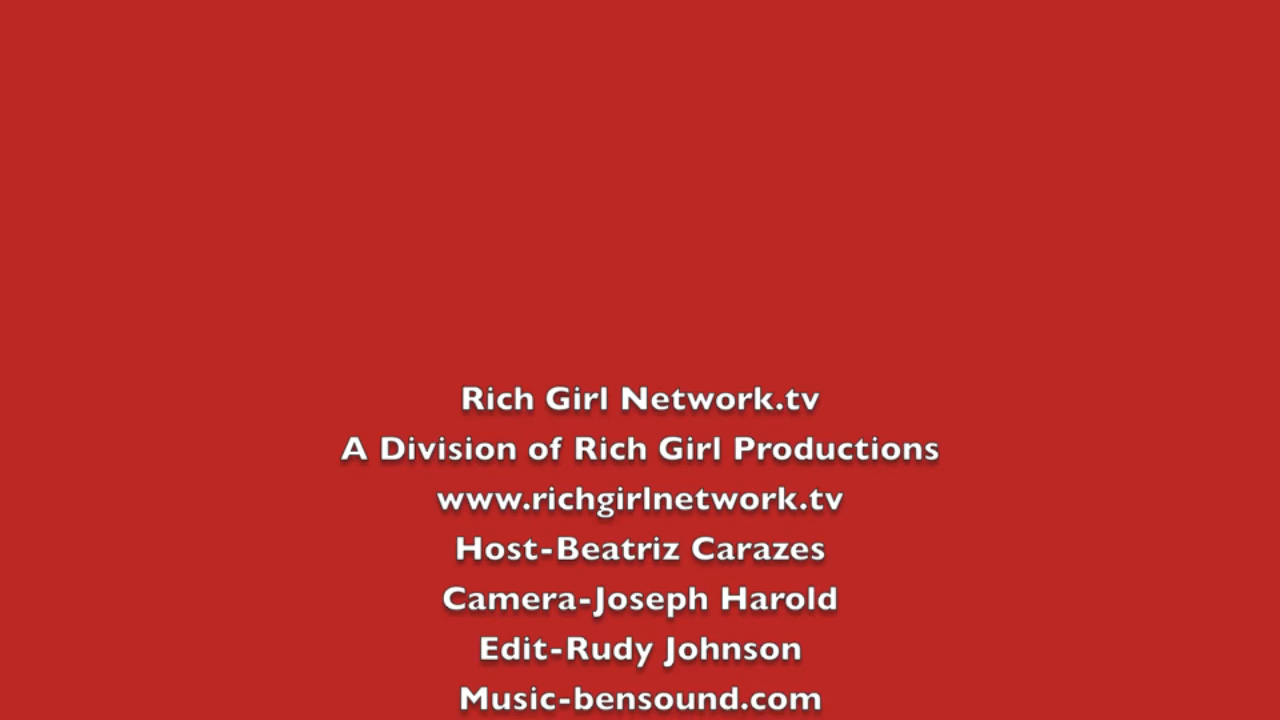 Rich Girl Network.tv
A Division of Rich Girl Productions
www.richgirlnetwork.tv
Host-Beatriz Carazes
Camera-Joseph Harold
Edit-Rudy Johnson
Music-bensound.com